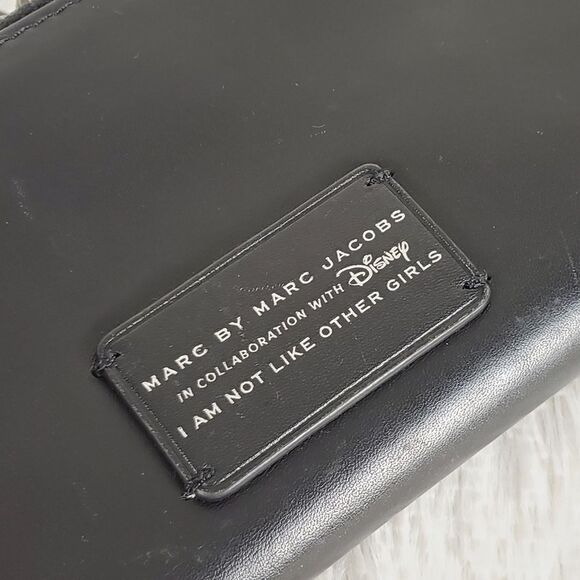 MARC BY MARC JACOBS
IN COLLABORATION WITH Disney
I AM NOT LIKE OTHER GIRLS